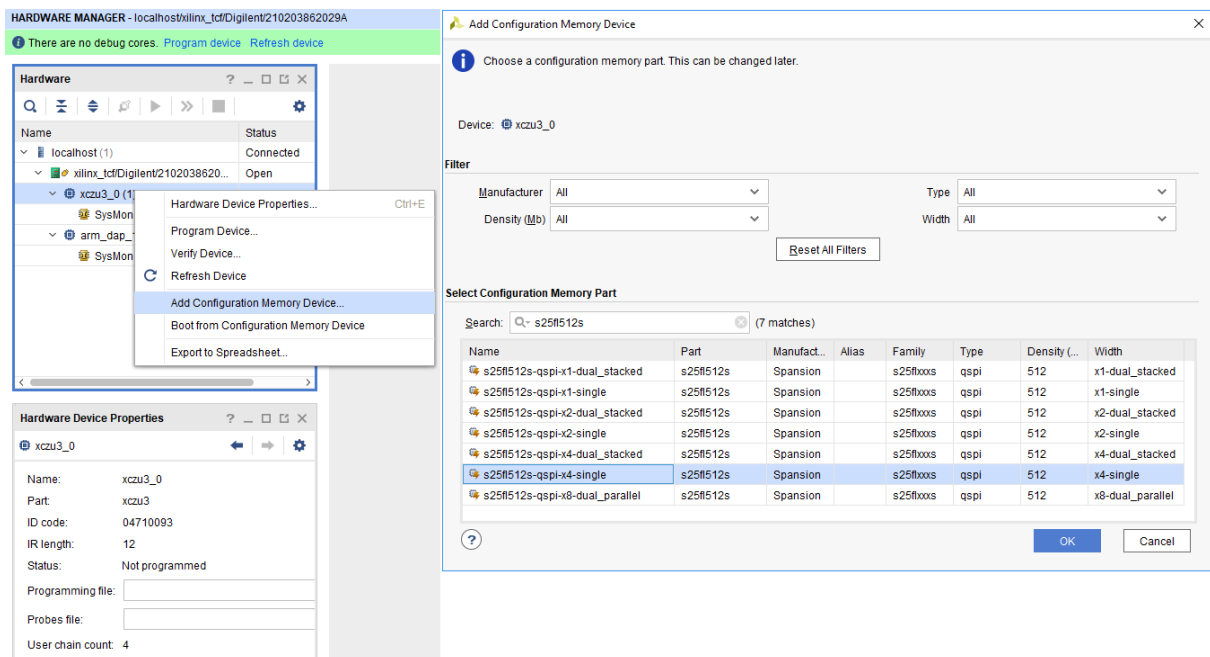 HARDWARE MANAGER - localhost/xilinx_tcf/Digilent/210203862029A
There are no debug cores. Program device Refresh device
Hardware
Name Status
localhost (1) Connected
xilinx_tcf/Digilent/2102038620... Open
xczu3_0 (1)
SysMon
arm_dap_
SysMon
Hardware Device Properties... Ctrl+E
Program Device...
Verify Device...
Refresh Device
Add Configuration Memory Device...
Boot from Configuration Memory Device
Export to Spreadsheet...
Hardware Device Properties
xczu3_0
Name: xczu3_0
Part: xczu3
ID code: 04710093
IR length: 12
Status: Not programmed
Programming file:
Probes file:
User chain count: 4
Add Configuration Memory Device
Choose a configuration memory part. This can be changed later.
Device: xczu3_0
Filter
Manufacturer All Type All
Density (Mb) All Width All
Reset All Filters
Select Configuration Memory Part
Search: s25fl512s (7 matches)
Name Part Manufact... Alias Family Type Density (... Width
s25fl512s-qspi-x1-dual_stacked s25fl512s Spansion s25flxxxs qspi 512 x1-dual_stacked
s25fl512s-qspi-x1-single s25fl512s Spansion s25flxxxs qspi 512 x1-single
s25fl512s-qspi-x2-dual_stacked s25fl512s Spansion s25flxxxs qspi 512 x2-dual_stacked
s25fl512s-qspi-x2-single s25fl512s Spansion s25flxxxs qspi 512 x2-single
s25fl512s-qspi-x4-dual_stacked s25fl512s Spansion s25flxxxs qspi 512 x4-dual_stacked
s25fl512s-qspi-x4-single s25fl512s Spansion s25flxxxs qspi 512 x4-single
s25fl512s-qspi-x8-dual_parallel s25fl512s Spansion s25flxxxs qspi 512 x8-dual_parallel
OK Cancel